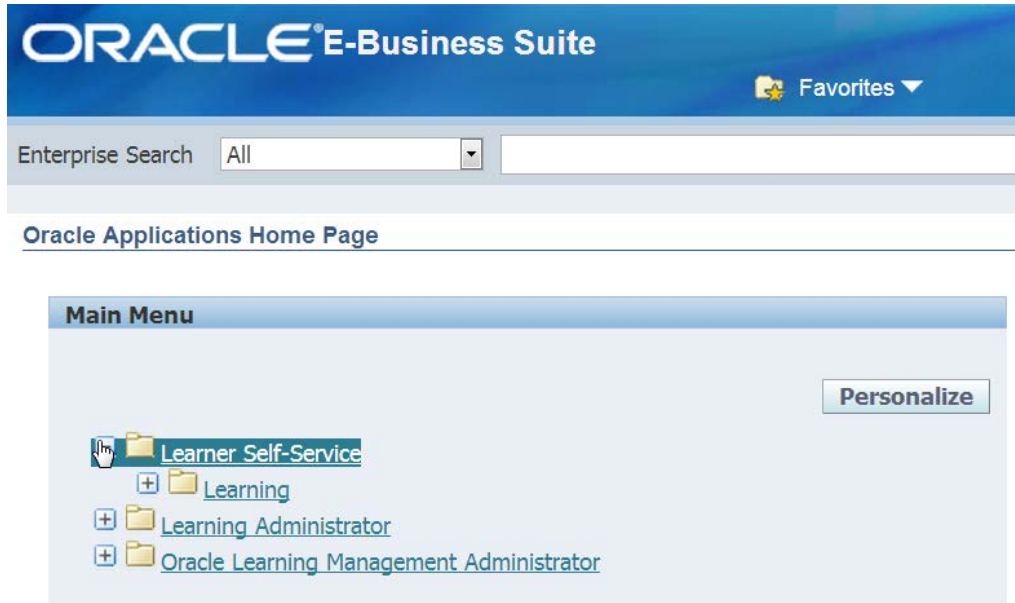 ORACLE® E-Business Suite
Favorites
Enterprise Search All
Oracle Applications Home Page
Main Menu
Personalize
Learner Self-Service
Learning
Learning Administrator
Oracle Learning Management Administrator